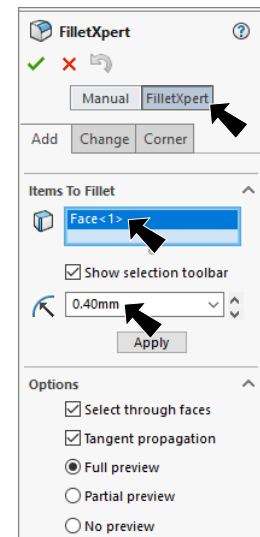 FilletXpert
Manual FilletXpert
Add Change Corner
Items To Fillet
Face<1>
Show selection toolbar
0.40mm
Apply
Options
Select through faces
Tangent propagation
Full preview
Partial preview
No preview